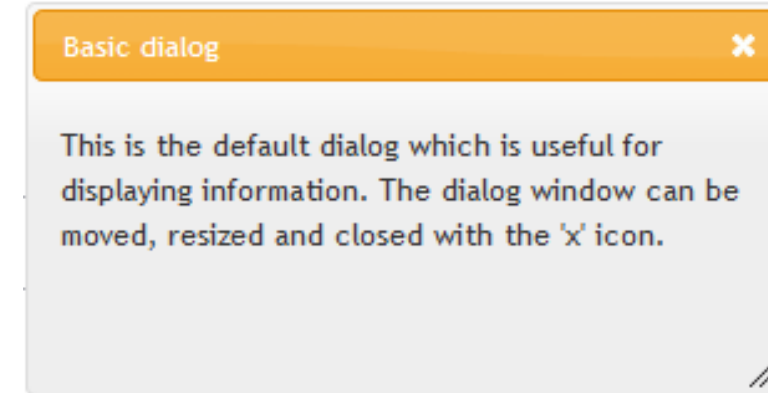 Basic dialog
This is the default dialog which is useful for
displaying information. The dialog window can be
moved, resized and closed with the 'x' icon.